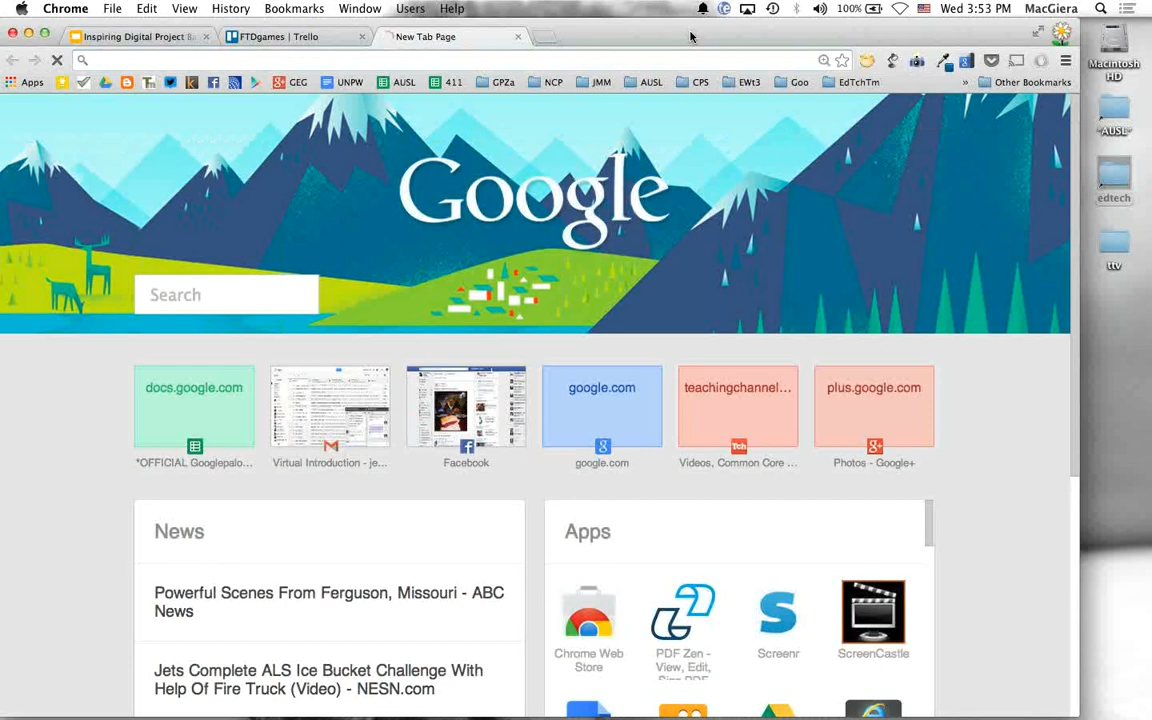 Chrome File Edit View History Bookmarks Window Users Help 100% Wed 3:53 PM MacGiera
Inspiring Digital Project Ba FTDgames | Trello New Tab Page
Apps GEG UNPW AUSL 411 GPZa NCP JMM AUSL CPS EWt3 Goo EdTchTm » Other Bookmarks
Macintosh
HD
*AUSL*
edtech
ttv
Google
Search
docs.google.com google.com teachingchannel... plus.google.com
*OFFICIAL Googlepalo... Virtual Introduction - je... Facebook google.com Videos, Common Core ... Photos - Google+
News
Powerful Scenes From Ferguson, Missouri - ABC
News
Jets Complete ALS Ice Bucket Challenge With
Help Of Fire Truck (Video) - NESN.com
Apps
Chrome Web
Store
PDF Zen -
View, Edit,
Sign PDF
Screenr
ScreenCastle